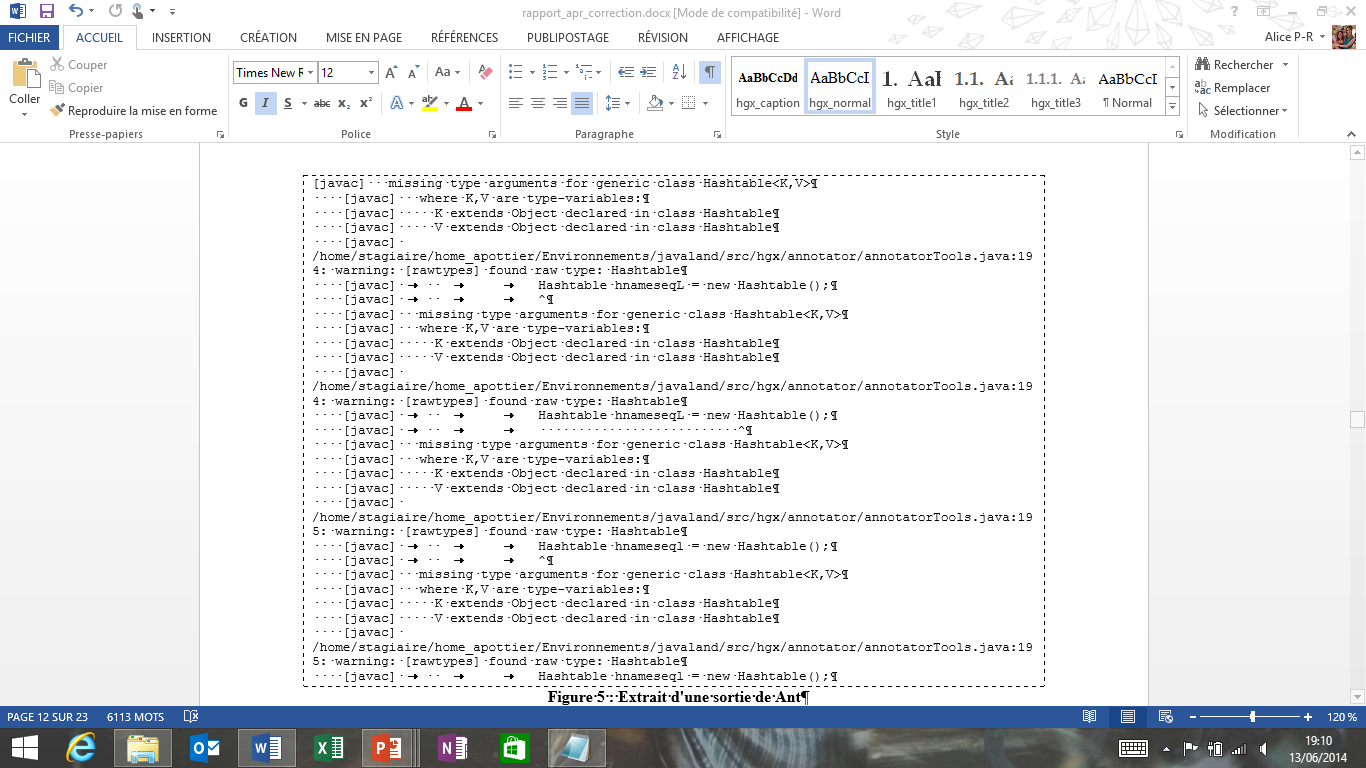 rapport_apr_correction.docx [Mode de compatibilité] - Word
FICHIER ACCUEIL INSERTION CRÉATION MISE EN PAGE RÉFÉRENCES PUBLIPOSTAGE RÉVISION AFFICHAGE Alice P-R
Coller
Couper
Copier
Reproduire la mise en forme
Presse-papiers
Times New R 12 Aa
G I S abc x₂ x² A ab A
Police
Paragraphe
AaBbCcDd AaBbCcI 1. AaI 1.1. Aa 1.1.1. Aa AaBbCcI
hgx_caption hgx_normal hgx_title1 hgx_title2 hgx_title3 ¶ Normal
Style
Rechercher
Remplacer
Sélectionner
Modification
[javac]···missing·type·arguments·for·generic·class·Hashtable<K,V>¶
····[javac]···where·K,V·are·type-variables:¶
····[javac]·····K·extends·Object·declared·in·class·Hashtable¶
····[javac]·····V·extends·Object·declared·in·class·Hashtable¶
····[javac]·
/home/stagiaire/home_apottier/Environnements/javaland/src/hgx/annotator/annotatorTools.java:19
4:·warning:·[rawtypes]·found·raw·type:·Hashtable¶
····[javac]·→·· → → Hashtable·hnameseqL·=·new·Hashtable();¶
····[javac]·→·· → → ^¶
····[javac]···missing·type·arguments·for·generic·class·Hashtable<K,V>¶
····[javac]···where·K,V·are·type-variables:¶
····[javac]·····K·extends·Object·declared·in·class·Hashtable¶
····[javac]·····V·extends·Object·declared·in·class·Hashtable¶
····[javac]·
/home/stagiaire/home_apottier/Environnements/javaland/src/hgx/annotator/annotatorTools.java:19
4:·warning:·[rawtypes]·found·raw·type:·Hashtable¶
····[javac]·→·· → → Hashtable·hnameseqL·=·new·Hashtable();¶
····[javac]·→·· → → ··························^¶
····[javac]···missing·type·arguments·for·generic·class·Hashtable<K,V>¶
····[javac]···where·K,V·are·type-variables:¶
····[javac]·····K·extends·Object·declared·in·class·Hashtable¶
····[javac]·····V·extends·Object·declared·in·class·Hashtable¶
····[javac]·
/home/stagiaire/home_apottier/Environnements/javaland/src/hgx/annotator/annotatorTools.java:19
5:·warning:·[rawtypes]·found·raw·type:·Hashtable¶
····[javac]·→·· → → Hashtable·hnameseql·=·new·Hashtable();¶
····[javac]·→·· → → ^¶
····[javac]···missing·type·arguments·for·generic·class·Hashtable<K,V>¶
····[javac]···where·K,V·are·type-variables:¶
····[javac]·····K·extends·Object·declared·in·class·Hashtable¶
····[javac]·····V·extends·Object·declared·in·class·Hashtable¶
····[javac]·
/home/stagiaire/home_apottier/Environnements/javaland/src/hgx/annotator/annotatorTools.java:19
5:·warning:·[rawtypes]·found·raw·type:·Hashtable¶
····[javac]·→·· → → Hashtable·hnameseql·=·new·Hashtable();¶
Figure·5·:·Extrait·d'une·sortie·de·Ant¶
PAGE 12 SUR 23 6113 MOTS 120 %
19:10
13/06/2014